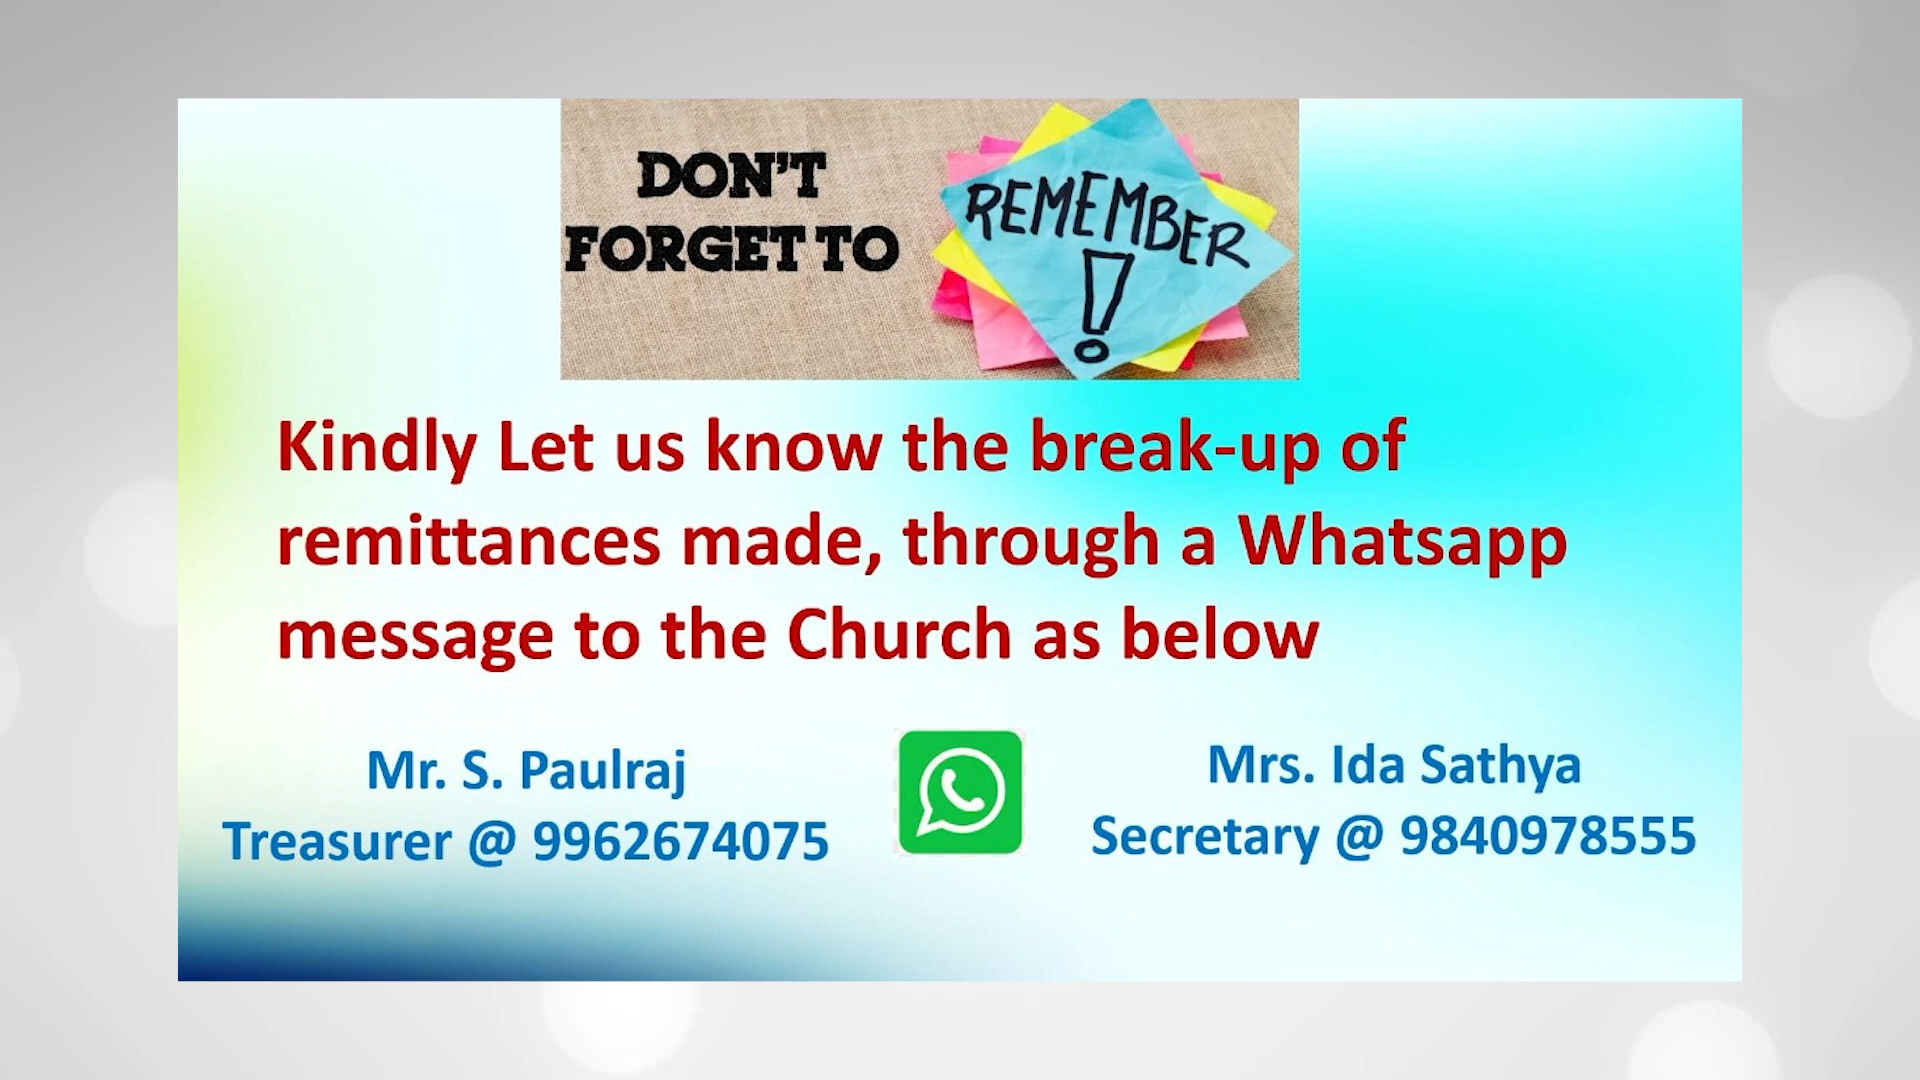 DON'T
FORGET TO
REMEMBER
!
Kindly Let us know the break-up of
remittances made, through a Whatsapp
message to the Church as below
Mr. S. Paulraj
Treasurer @ 9962674075
Mrs. Ida Sathya
Secretary @ 9840978555